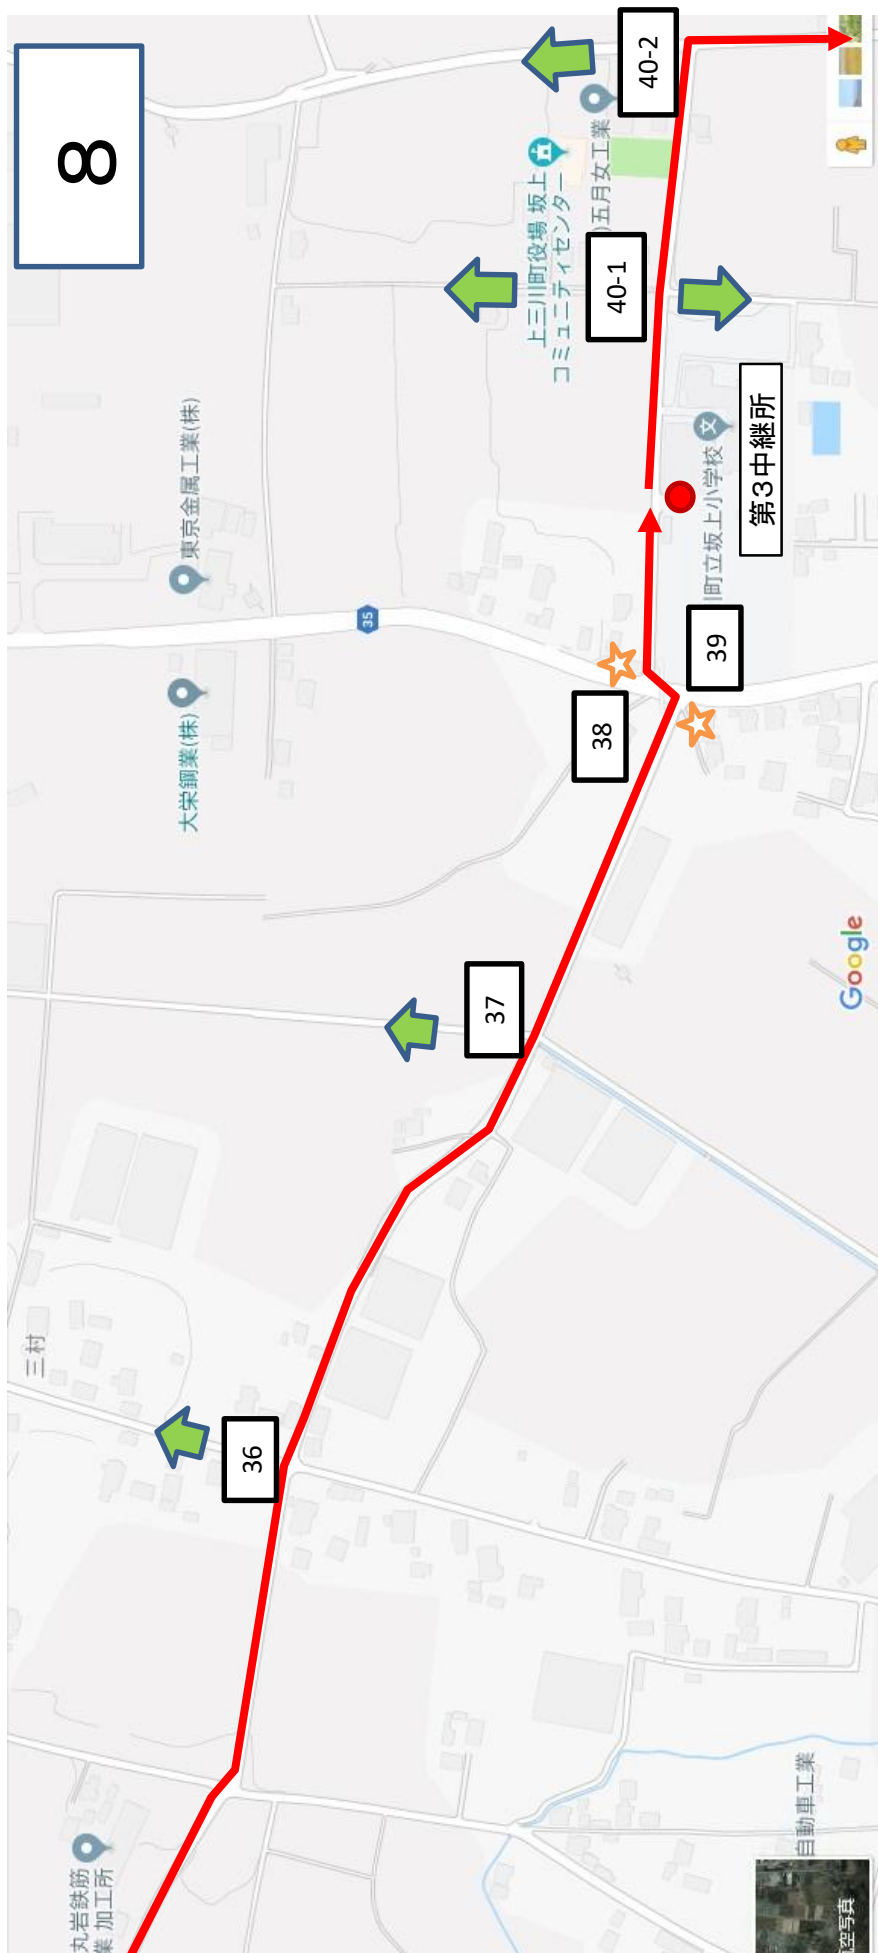 8
丸岩鉄筋
業 加工所
三村
36
37
大栄鋼業(株)
東京金属工業(株)
35
38
39
上三川町役場 坂上
コミュニティセンター
)五月女工業
40-1
40-2
町立坂上小学校
第3中継所
Google
自動車工業
空写真